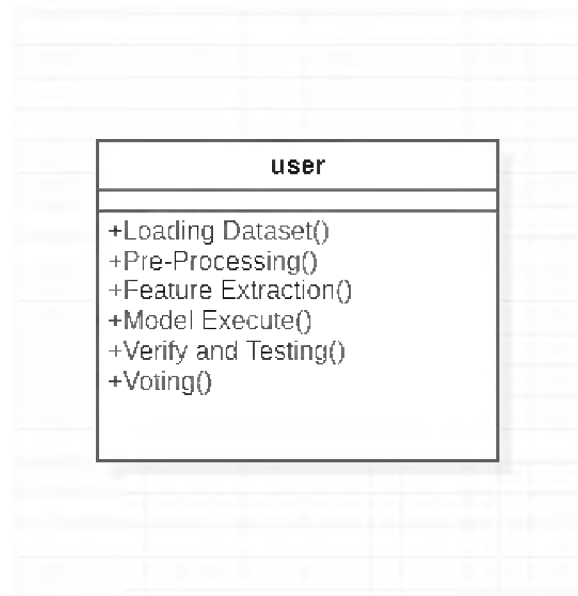 user
+Loading Dataset()
+Pre-Processing()
+Feature Extraction()
+Model Execute()
+Verify and Testing()
+Voting()